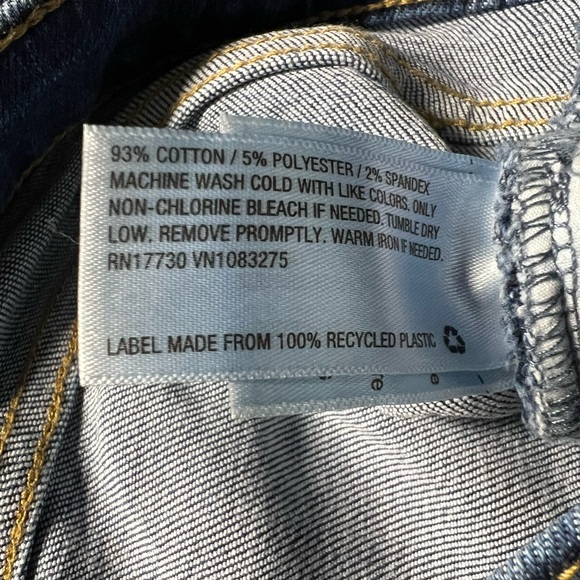 93% COTTON / 5% POLYESTER / 2% SPANDEX
MACHINE WASH COLD WITH LIKE COLORS. ONLY
NON-CHLORINE BLEACH IF NEEDED. TUMBLE DRY
LOW. REMOVE PROMPTLY. WARM IRON IF NEEDED.
RN17730 VN1083275
LABEL MADE FROM 100% RECYCLED PLASTIC